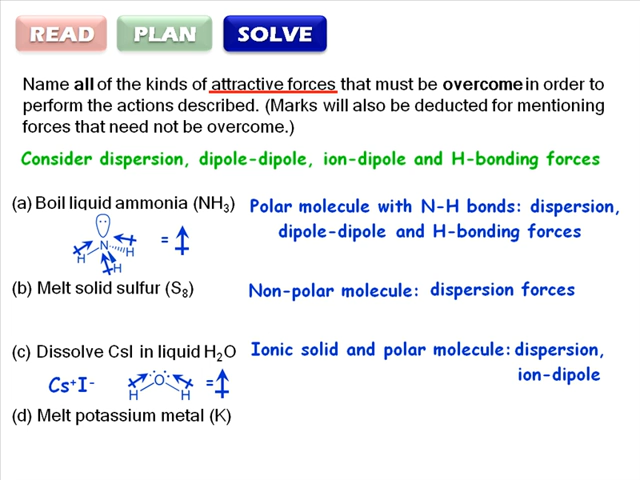 READ PLAN SOLVE
Name all of the kinds of attractive forces that must be overcome in order to
perform the actions described. (Marks will also be deducted for mentioning
forces that need not be overcome.)
Consider dispersion, dipole-dipole, ion-dipole and H-bonding forces
(a) Boil liquid ammonia (NH₃)
Polar molecule with N-H bonds: dispersion,
dipole-dipole and H-bonding forces
N H H H =
(b) Melt solid sulfur (S₈)
Non-polar molecule: dispersion forces
(c) Dissolve CsI in liquid H₂O
Ionic solid and polar molecule: dispersion,
ion-dipole
Cs⁺I⁻ H O H =
(d) Melt potassium metal (K)